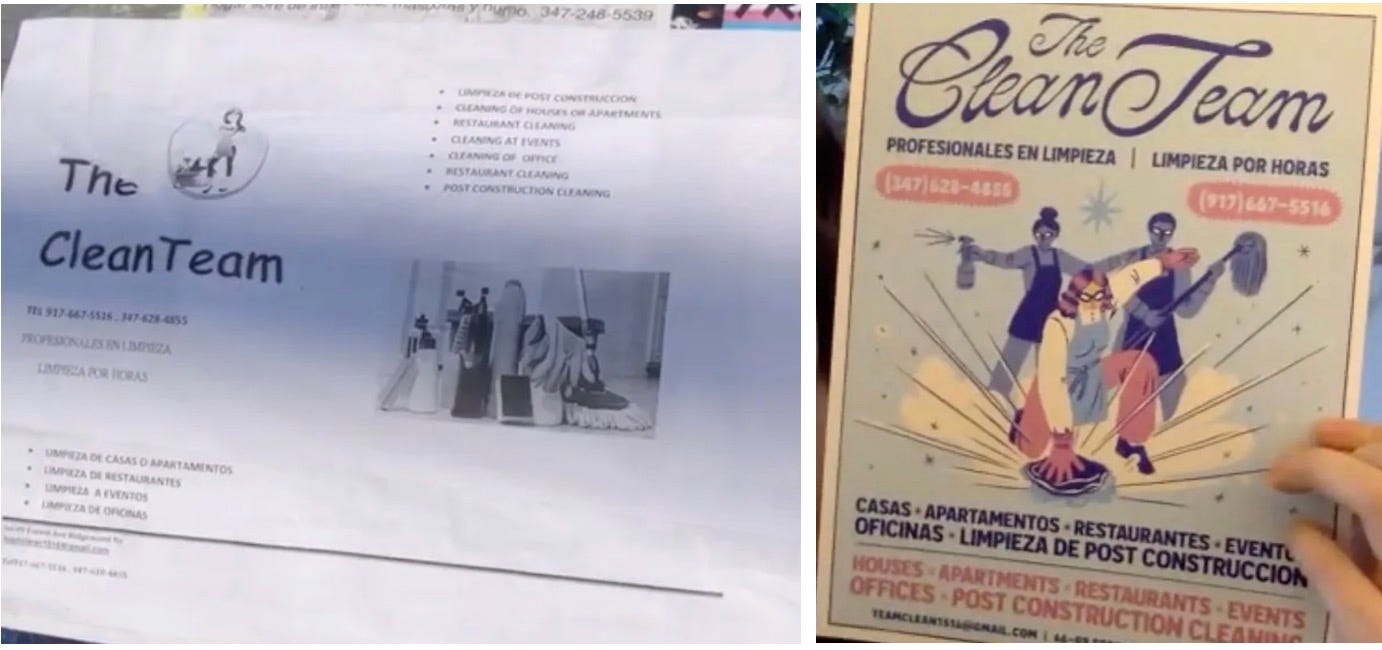 347-248-5539
The
CleanTeam
TEL 917-667-5516 , 347-628-4855
PROFESIONALES EN LIMPIEZA
LIMPIEZA POR HORAS
• LIMPIEZA DE POST CONSTRUCCION
• CLEANING OF HOUSES OR APARTMENTS
• RESTAURANT CLEANING
• CLEANING AT EVENTS
• CLEANING OF OFFICE
• RESTAURANT CLEANING
• POST CONSTRUCTION CLEANING
• LIMPIEZA DE CASAS O APARTAMENTOS
• LIMPIEZA DE RESTAURANTES
• LIMPIEZA A EVENTOS
• LIMPIEZA DE OFICINAS
The
Clean Team
PROFESIONALES EN LIMPIEZA | LIMPIEZA POR HORAS
(347)628-4855
(917)667-5516
CASAS • APARTAMENTOS • RESTAURANTES •
OFICINAS • LIMPIEZA DE POST CONSTRUCCION
HOUSES • APARTMENTS • RESTAURANTS • EVENTS
OFFICES • POST CONSTRUCTION CLEANING
TEAMCLEAN1516@GMAIL.COM |